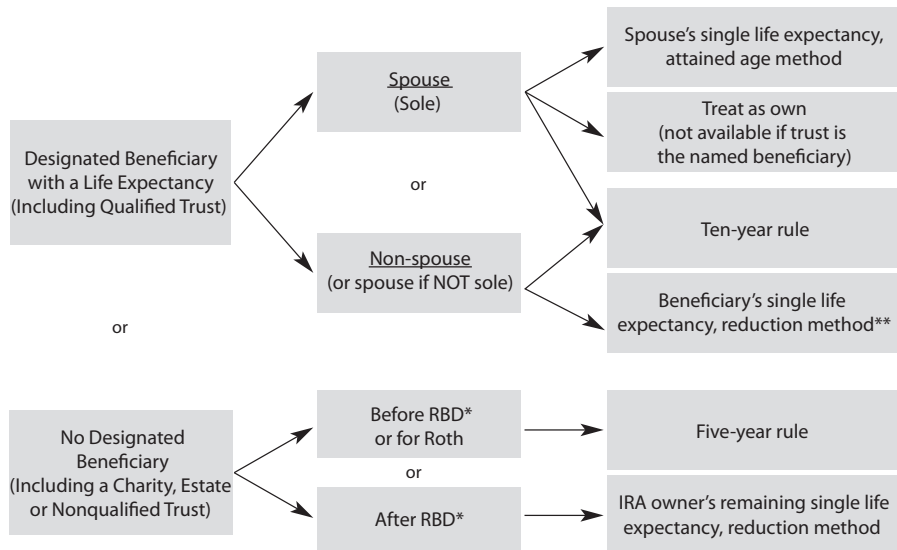 Designated Beneficiary
with a Life Expectancy
(Including Qualified Trust)
or
No Designated
Beneficiary
(Including a Charity, Estate
or Nonqualified Trust)
Spouse
(Sole)
or
Non-spouse
(or spouse if NOT sole)
Before RBD*
or for Roth
or
After RBD*
Spouse's single life expectancy,
attained age method
Treat as own
(not available if trust is
the named beneficiary)
Ten-year rule
Beneficiary's single life
expectancy, reduction method**
Five-year rule
IRA owner's remaining single life
expectancy, reduction method